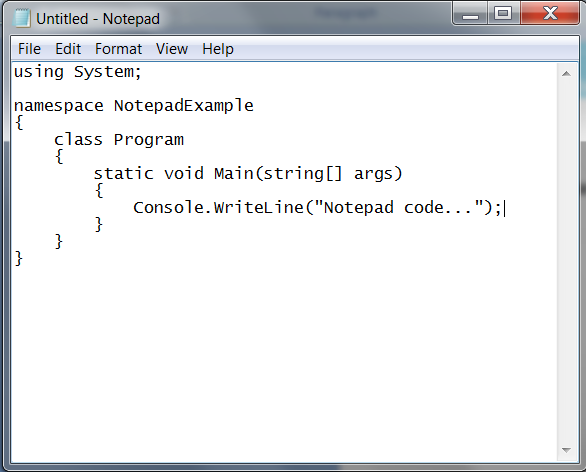 Untitled - Notepad
File Edit Format View Help
using System;
namespace NotepadExample
{
    class Program
    {
        static void Main(string[] args)
        {
            Console.WriteLine("Notepad code...");
        }
    }
}